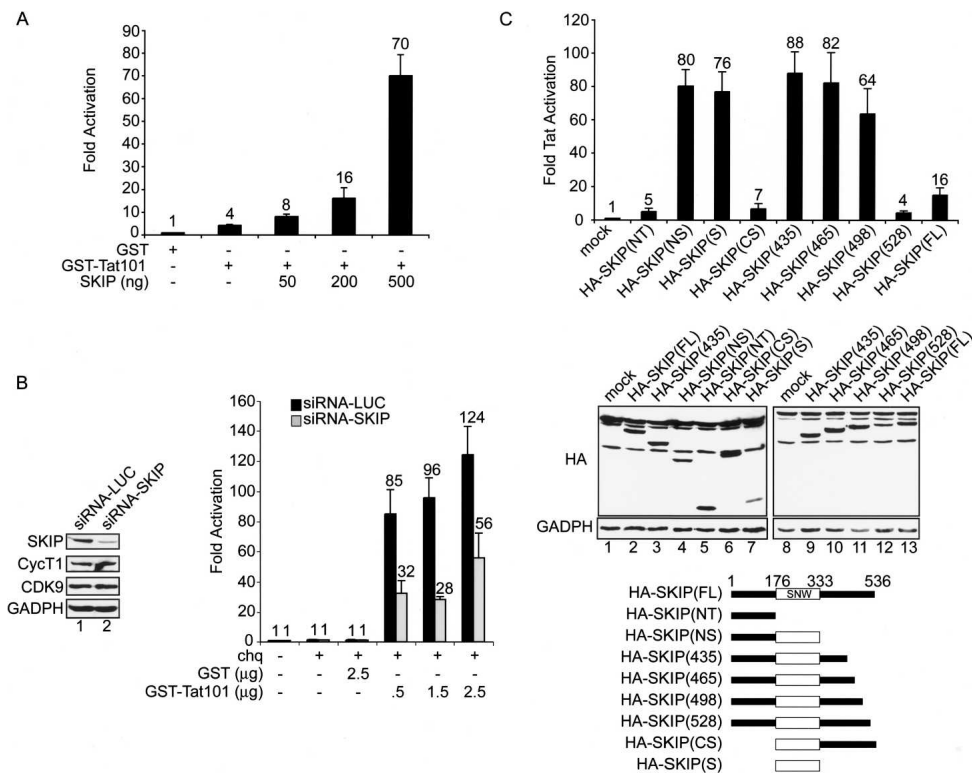 A
Fold Activation
90
80
70
60
50
40
30
20
10
0
1
4
8
16
70
GST + - - - -
GST-Tat101 - + + + +
SKIP (ng) - - 50 200 500
B
siRNA-LUC
siRNA-SKIP
SKIP
CycT1
CDK9
GADPH
1 2
siRNA-LUC
siRNA-SKIP
Fold Activation
160
140
120
100
80
60
40
20
0
11
11
11
85
32
96
28
124
56
chq - + + + + +
GST (µg) - - 2.5 - - -
GST-Tat101 (µg) - - - .5 1.5 2.5
C
Fold Tat Activation
120
100
80
60
40
20
0
1
5
80
76
7
88
82
64
4
16
mock
HA-SKIP(NT)
HA-SKIP(NS)
HA-SKIP(S)
HA-SKIP(CS)
HA-SKIP(435)
HA-SKIP(465)
HA-SKIP(498)
HA-SKIP(528)
HA-SKIP(FL)
mock
HA-SKIP(FL)
HA-SKIP(435)
HA-SKIP(NS)
HA-SKIP(NT)
HA-SKIP(CS)
HA-SKIP(S)
mock
HA-SKIP(435)
HA-SKIP(465)
HA-SKIP(498)
HA-SKIP(528)
HA-SKIP(FL)
HA
GADPH
1 2 3 4 5 6 7 8 9 10 11 12 13
1 176 333 536
HA-SKIP(FL) SNW
HA-SKIP(NT)
HA-SKIP(NS)
HA-SKIP(435)
HA-SKIP(465)
HA-SKIP(498)
HA-SKIP(528)
HA-SKIP(CS)
HA-SKIP(S)